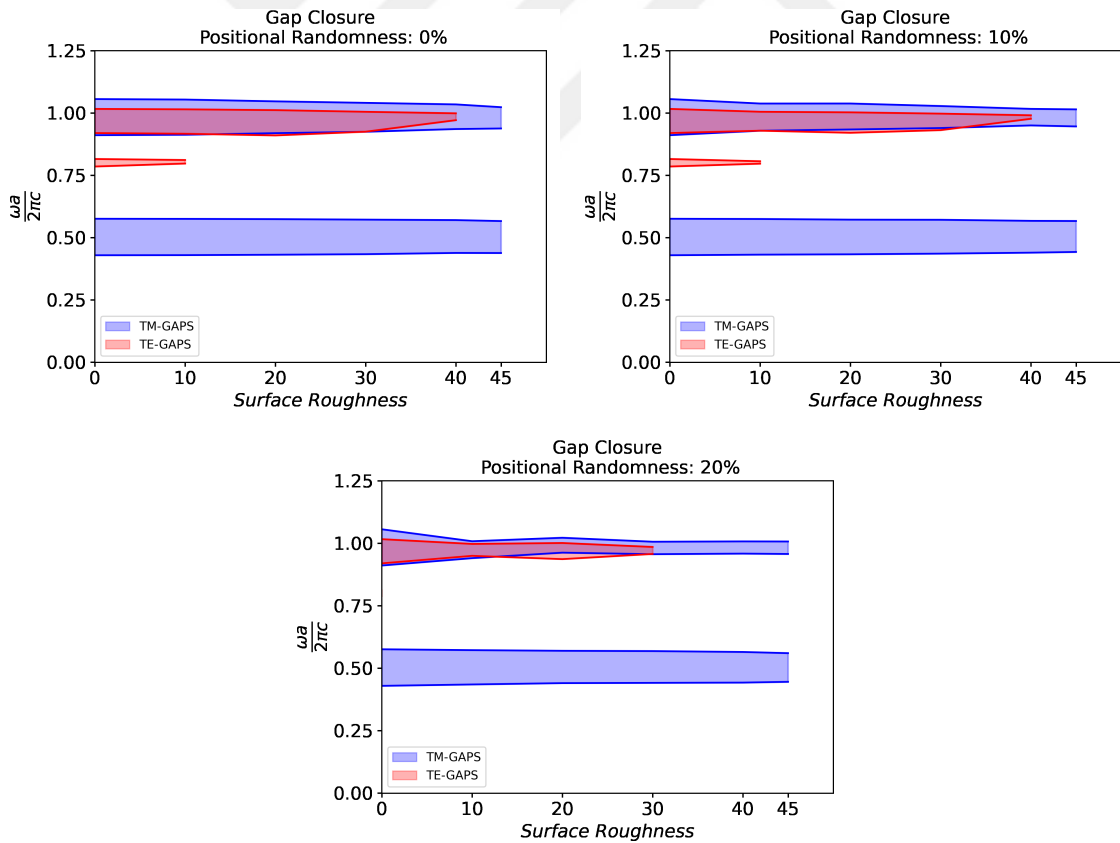 Gap Closure
Positional Randomness: 0%
1.25
1.00
0.75
0.50
0.25
0.00
ωa
2πc
TM-GAPS
TE-GAPS
0 10 20 30 40 45
Surface Roughness
Gap Closure
Positional Randomness: 10%
1.25
1.00
0.75
0.50
0.25
0.00
ωa
2πc
TM-GAPS
TE-GAPS
0 10 20 30 40 45
Surface Roughness
Gap Closure
Positional Randomness: 20%
1.25
1.00
0.75
0.50
0.25
0.00
ωa
2πc
TM-GAPS
TE-GAPS
0 10 20 30 40 45
Surface Roughness